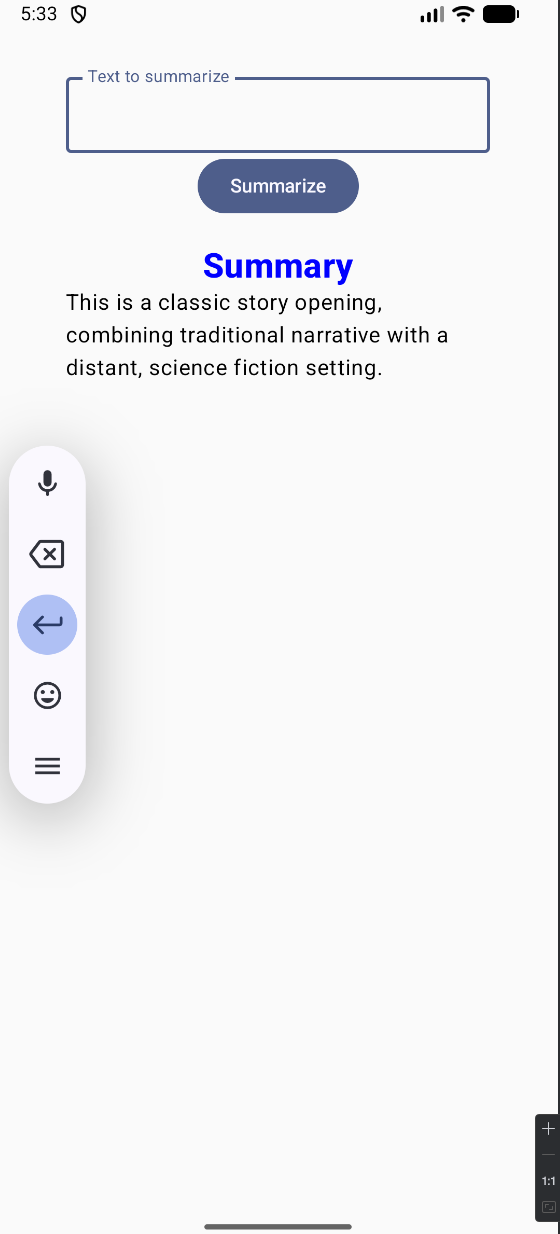 5:33
Text to summarize
Summarize
Summary
This is a classic story opening,
combining traditional narrative with a
distant, science fiction setting.
1:1